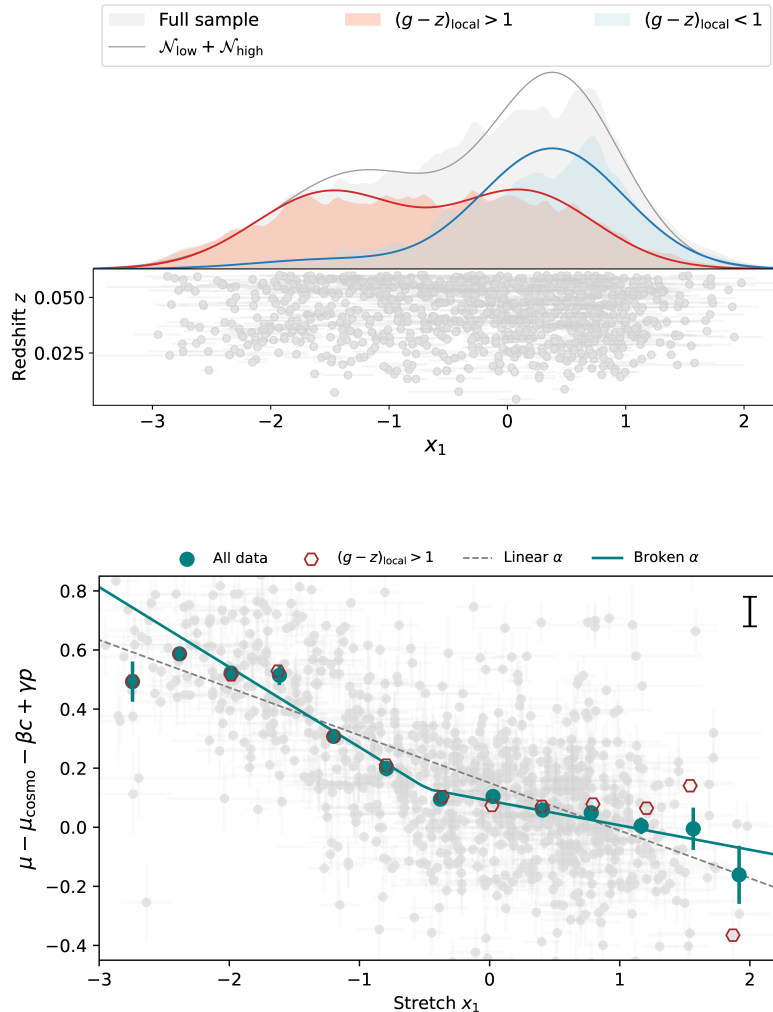 Full sample (g − z)local > 1 (g − z)local < 1
𝒩low + 𝒩high
Redshift z
0.050
0.025
−3 −2 −1 0 1 2
x1
All data (g − z)local > 1 Linear α Broken α
μ − μcosmo − βc + γp
0.8
0.6
0.4
0.2
0.0
−0.2
−0.4
−3 −2 −1 0 1 2
Stretch x1